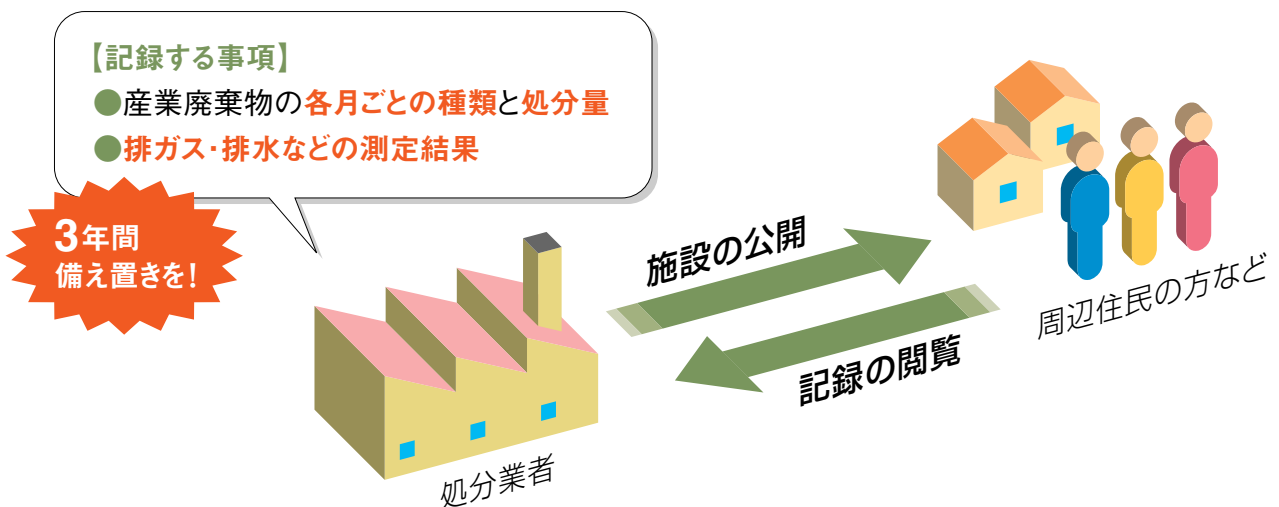 【記録する事項】
●産業廃棄物の各月ごとの種類と処分量
●排ガス・排水などの測定結果
3年間
備え置きを!
施設の公開
記録の閲覧
周辺住民の方など
処分業者